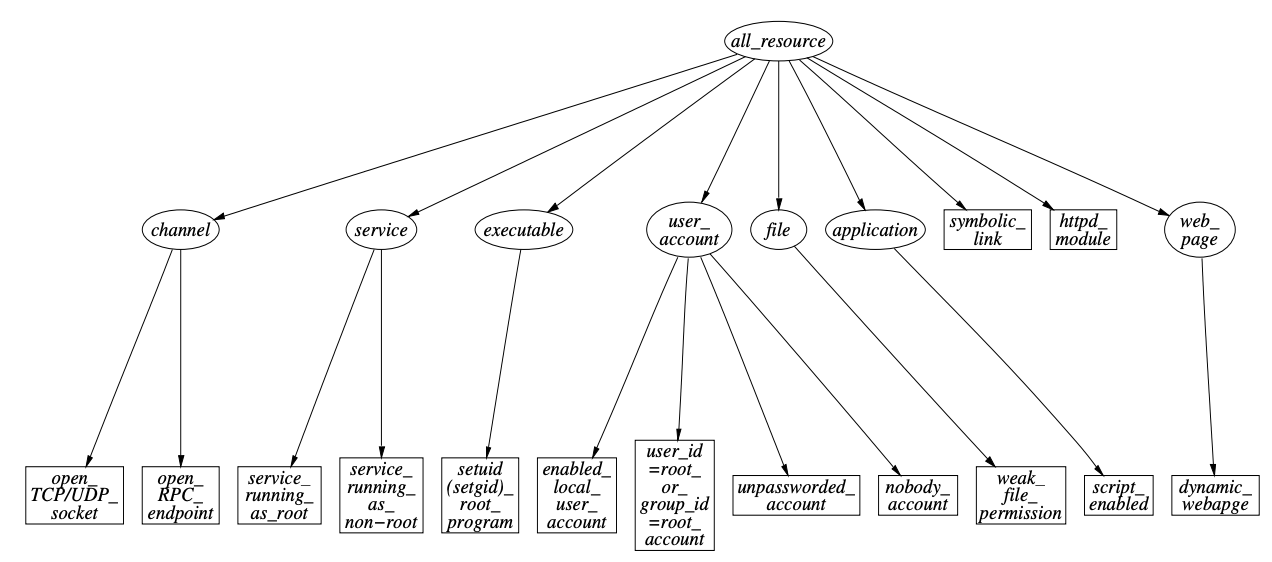 all_resource
channel
service
executable
user_
account
file
application
symbolic_
link
httpd_
module
web_
page
open_
TCP/UDP_
socket
open_
RPC_
endpoint
service_
running_
as_root
service_
running_
as_
non−root
setuid
(setgid)_
root_
program
enabled_
local_
user_
account
user_id
=root_
or_
group_id
=root_
account
unpassworded_
account
nobody_
account
weak_
file_
permission
script_
enabled
dynamic_
webapge